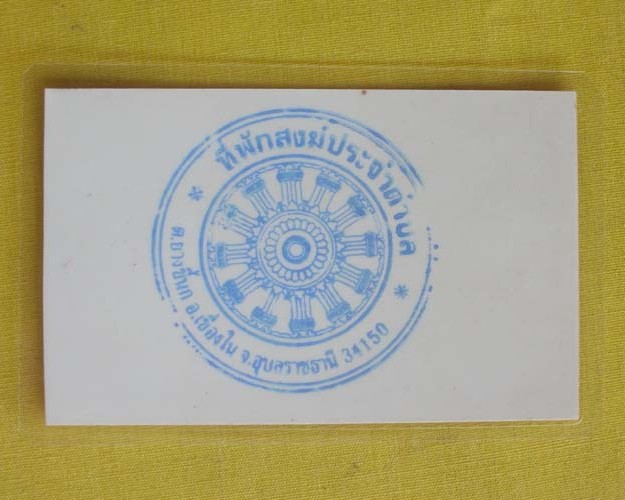 ที่พักสงฆ์ประจำตำบล
ต.ยางขี้นก อ.เขื่องใน จ.อุบลราชธานี 34150